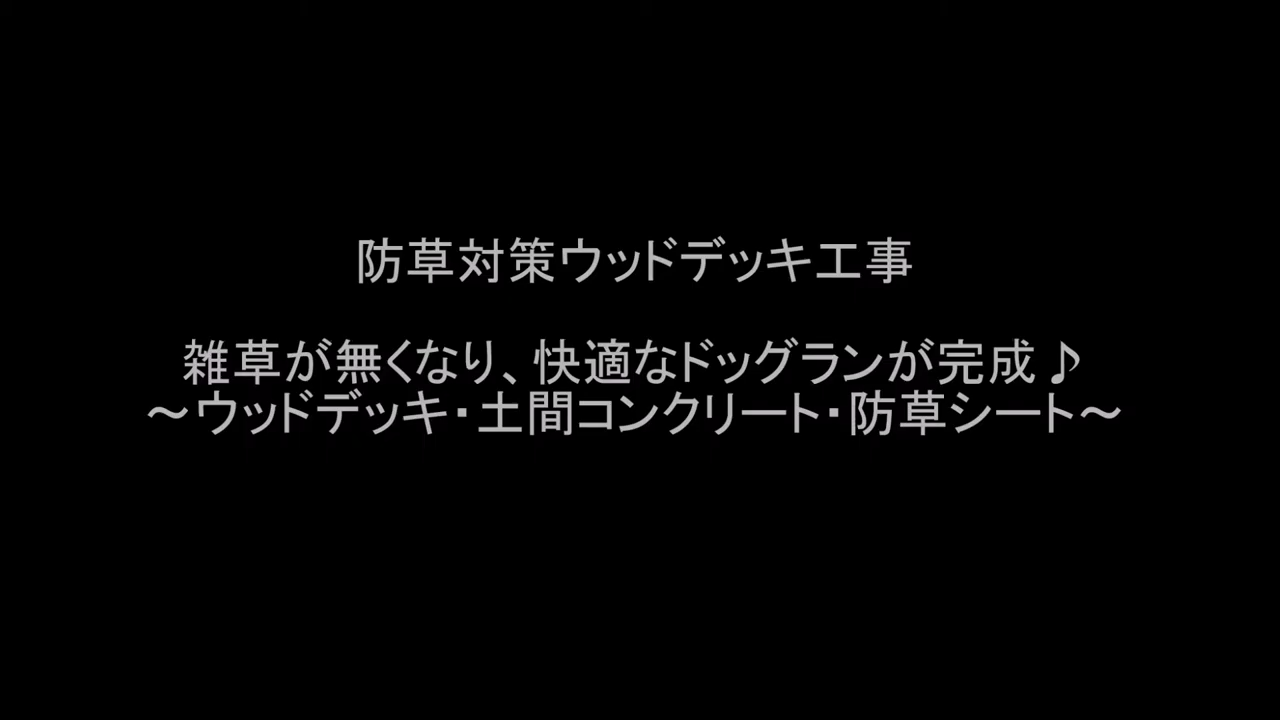 防草対策ウッドデッキ工事
雑草が無くなり、快適なドッグランが完成♪
～ウッドデッキ・土間コンクリート・防草シート～